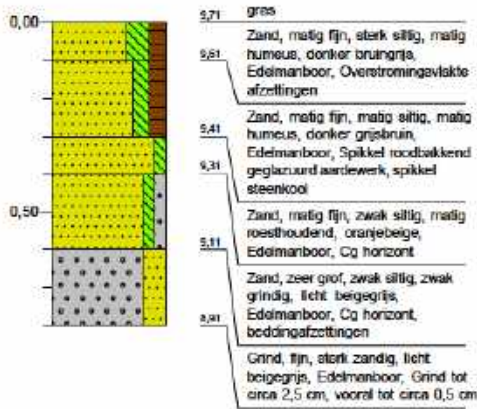 0,00
0,50
9,71
9,61
9,41
9,31
9,11
8,91
gras
Zand, matig fijn, sterk siltig, matig
humeus, donker bruingrijs,
Edelmanboor, Overstromingsvlakte
afzettingen
Zand, matig fijn, matig siltig, matig
humeus, donker grijsbruin,
Edelmanboor, Spikkel roodbakkend
geglazuurd aardewerk, spikkel
steenkool
Zand, matig fijn, zwak siltig, matig
roesthoudend, oranjebeige,
Edelmanboor, Cg horizont
Zand, zeer grof, zwak siltig, zwak
grindig, licht beigegrijs,
Edelmanboor, Cg horizont,
beddingafzettingen
Grind, fijn, sterk zandig, licht
beigegrijs, Edelmanboor, Grind tot
circa 2,5 cm, vooral tot circa 0,5 cm